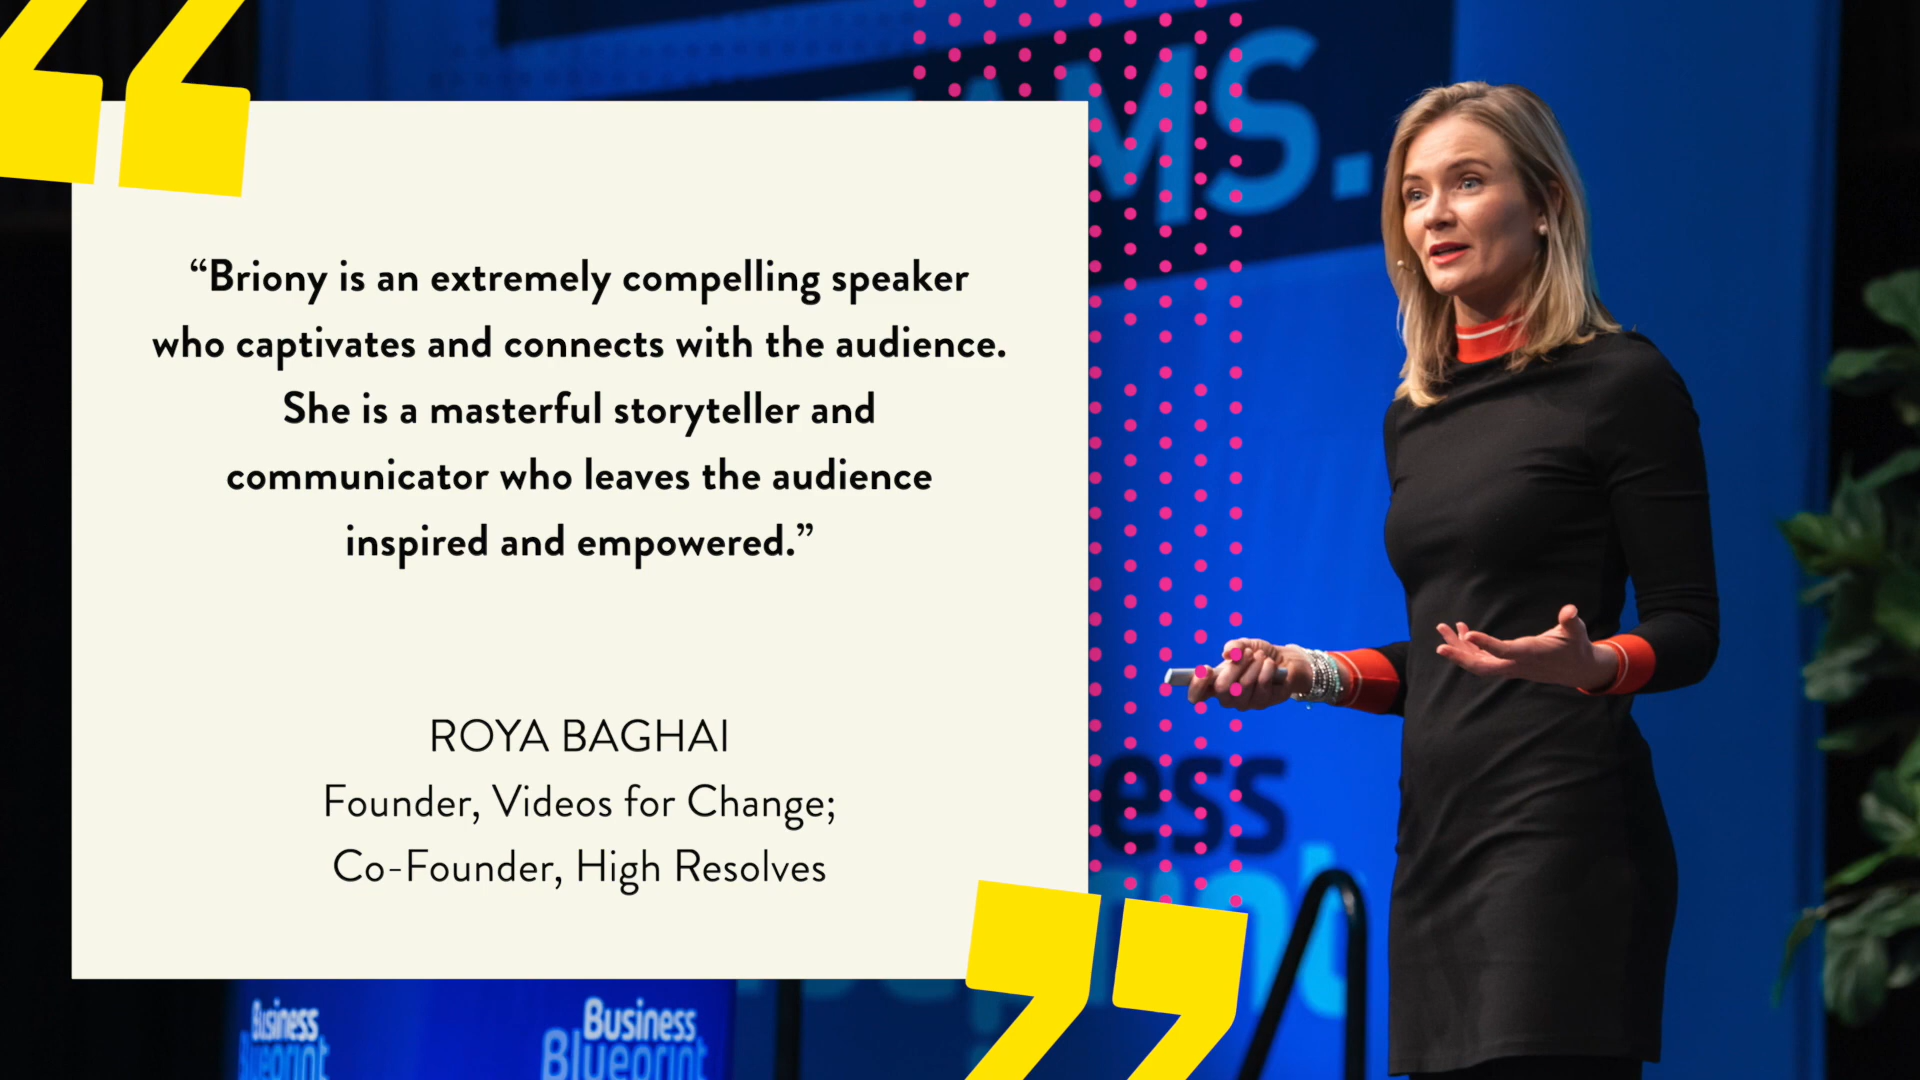 “Briony is an extremely compelling speaker
who captivates and connects with the audience.
She is a masterful storyteller and
communicator who leaves the audience
inspired and empowered.”
ROYA BAGHAI
Founder, Videos for Change;
Co-Founder, High Resolves
Business
Blueprint
Business
Blueprint